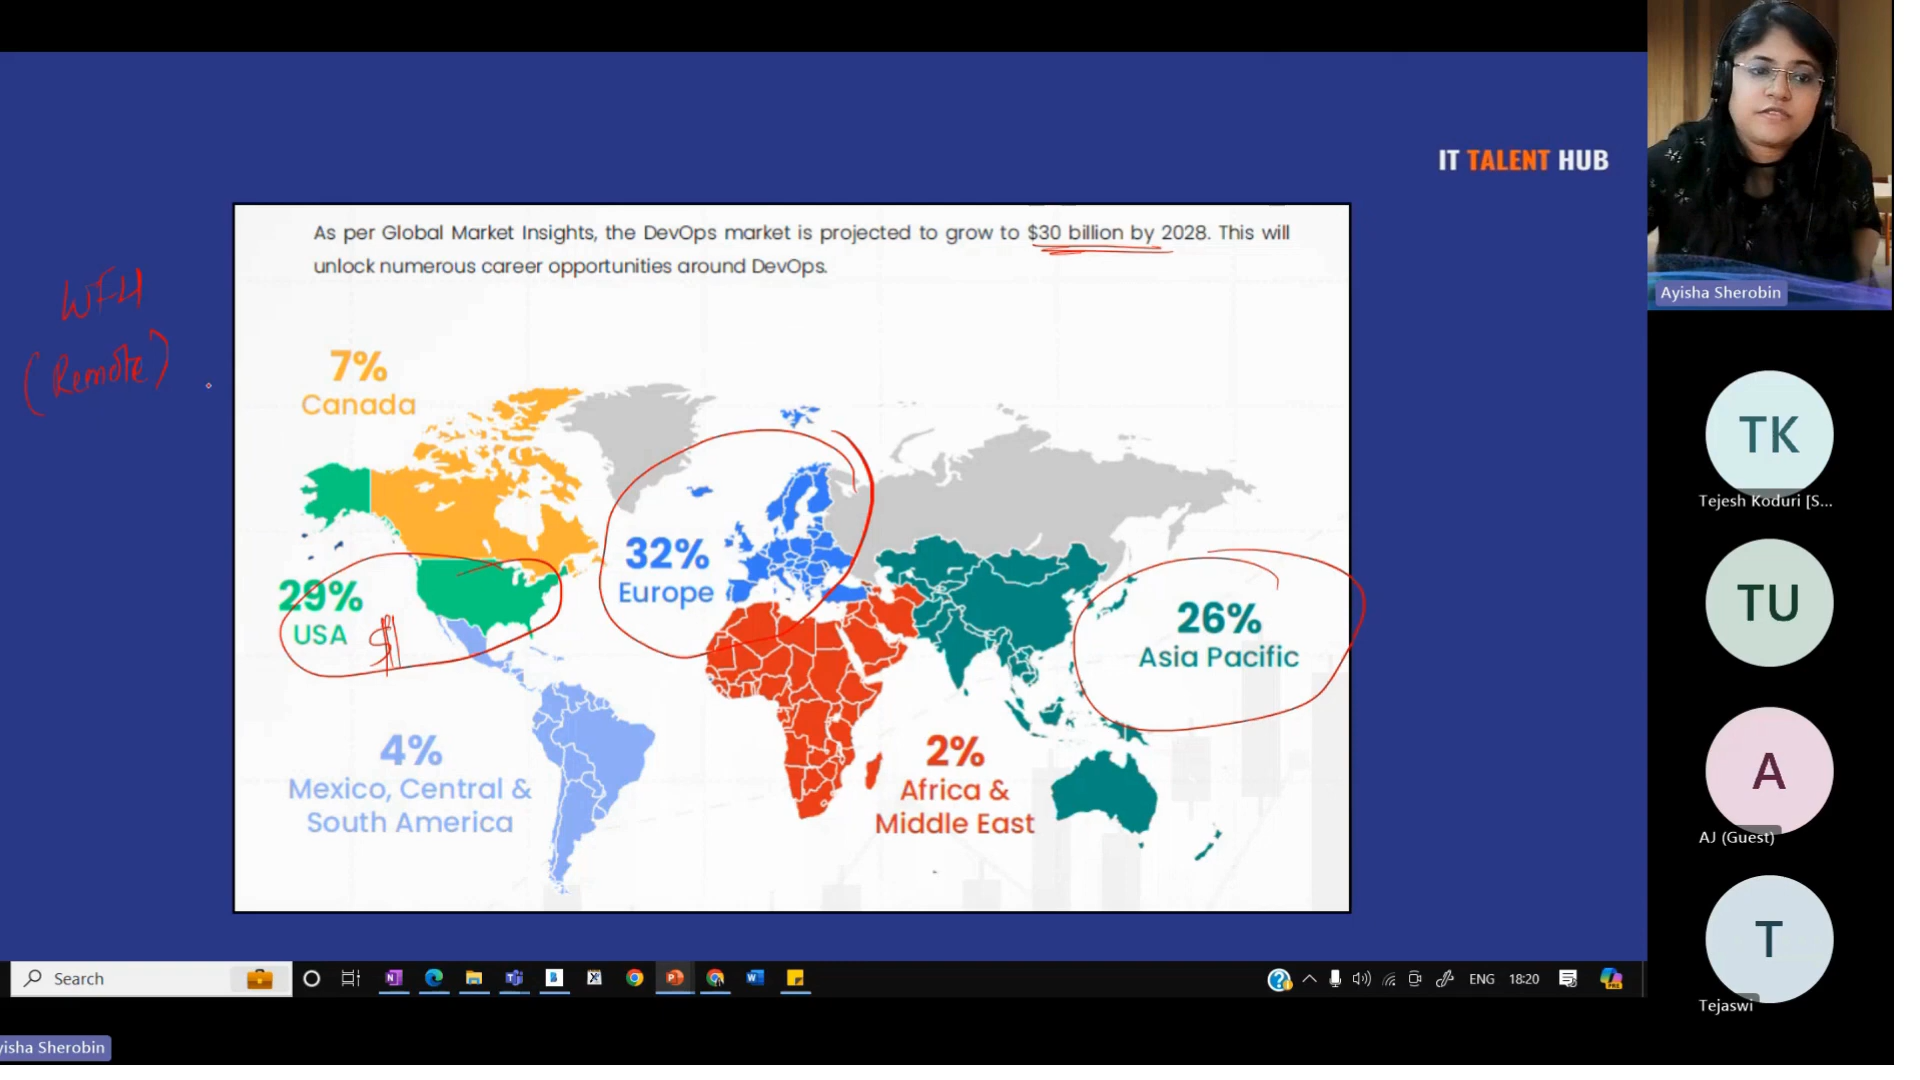 IT TALENT HUB
As per Global Market Insights, the DevOps market is projected to grow to $30 billion by 2028. This will
unlock numerous career opportunities around DevOps.
WFH
(Remote)
7%
Canada
29%
USA
$
32%
Europe
26%
Asia Pacific
4%
Mexico, Central &
South America
2%
Africa &
Middle East
Ayisha Sherobin
TK
Tejesh Koduri [S...
TU
A
AJ (Guest)
T
Tejaswi
Search
ENG
18:20
yisha Sherobin